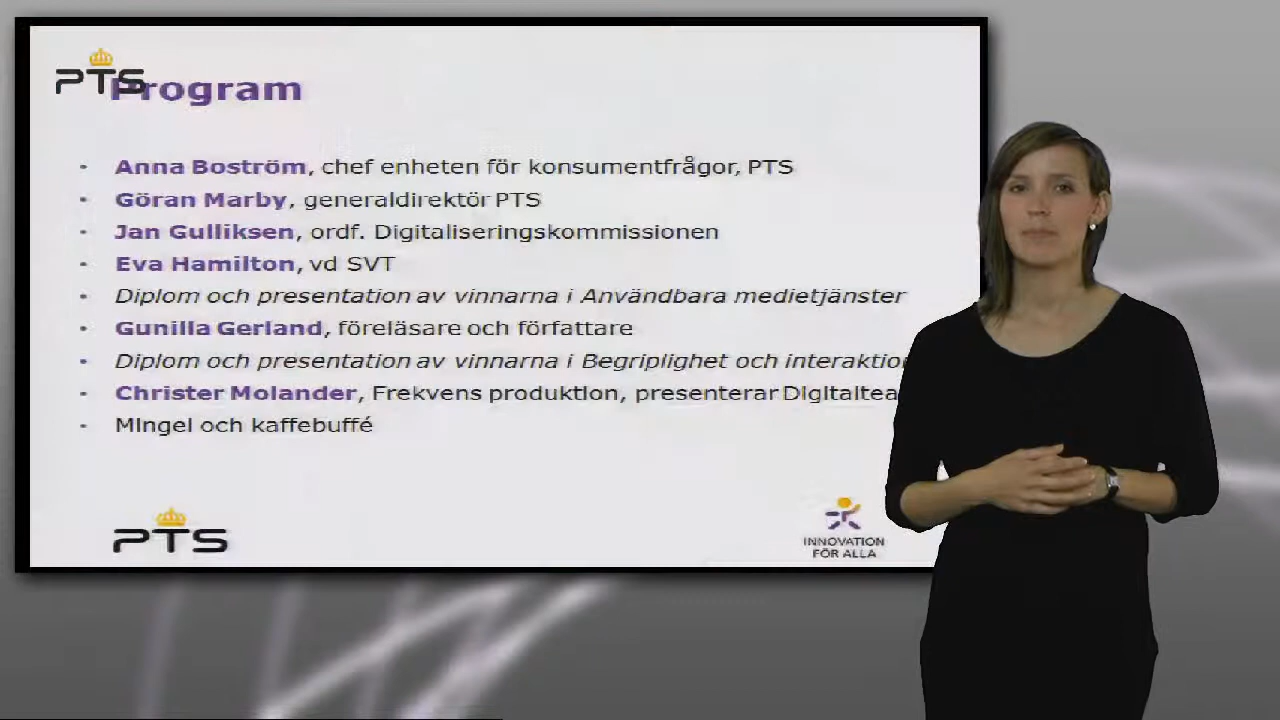 PTS
Program
• Anna Boström, chef enheten för konsumentfrågor, PTS
• Göran Marby, generaldirektör PTS
• Jan Gulliksen, ordf. Digitaliseringskommissionen
• Eva Hamilton, vd SVT
• Diplom och presentation av vinnarna i Användbara medietjänster
• Gunilla Gerland, föreläsare och författare
• Diplom och presentation av vinnarna i Begriplighet och interaktion
• Christer Molander, Frekvens produktion, presenterar Digitaltea
• Mingel och kaffebuffé
PTS
INNOVATION
FÖR ALLA